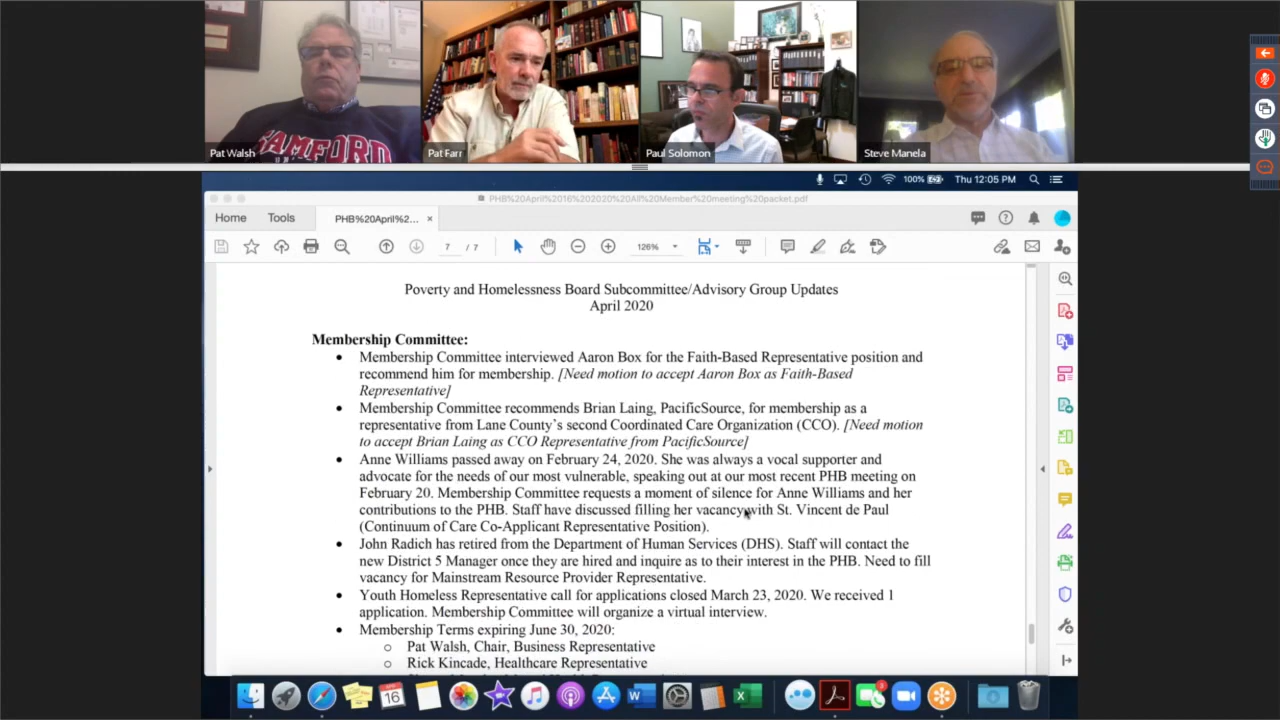 STAMFORD
Pat Walsh
Pat Farr
Paul Solomon
Steve Manela
100%
Thu 12:05 PM
PHB%20April%2016%202020%20All%20Member%20meeting%20packet.pdf
Home
Tools
PHB%20April%2...
×
7 / 7
126%
Poverty and Homelessness Board Subcommittee/Advisory Group Updates
April 2020
Membership Committee:
• Membership Committee interviewed Aaron Box for the Faith-Based Representative position and
recommend him for membership. [Need motion to accept Aaron Box as Faith-Based
Representative]
• Membership Committee recommends Brian Laing, PacificSource, for membership as a
representative from Lane County's second Coordinated Care Organization (CCO). [Need motion
to accept Brian Laing as CCO Representative from PacificSource]
• Anne Williams passed away on February 24, 2020. She was always a vocal supporter and
advocate for the needs of our most vulnerable, speaking out at our most recent PHB meeting on
February 20. Membership Committee requests a moment of silence for Anne Williams and her
contributions to the PHB. Staff have discussed filling her vacancy with St. Vincent de Paul
(Continuum of Care Co-Applicant Representative Position).
• John Radich has retired from the Department of Human Services (DHS). Staff will contact the
new District 5 Manager once they are hired and inquire as to their interest in the PHB. Need to fill
vacancy for Mainstream Resource Provider Representative.
• Youth Homeless Representative call for applications closed March 23, 2020. We received 1
application. Membership Committee will organize a virtual interview.
• Membership Terms expiring June 30, 2020:
○ Pat Walsh, Chair, Business Representative
○ Rick Kincade, Healthcare Representative
APR
16
W
X
3